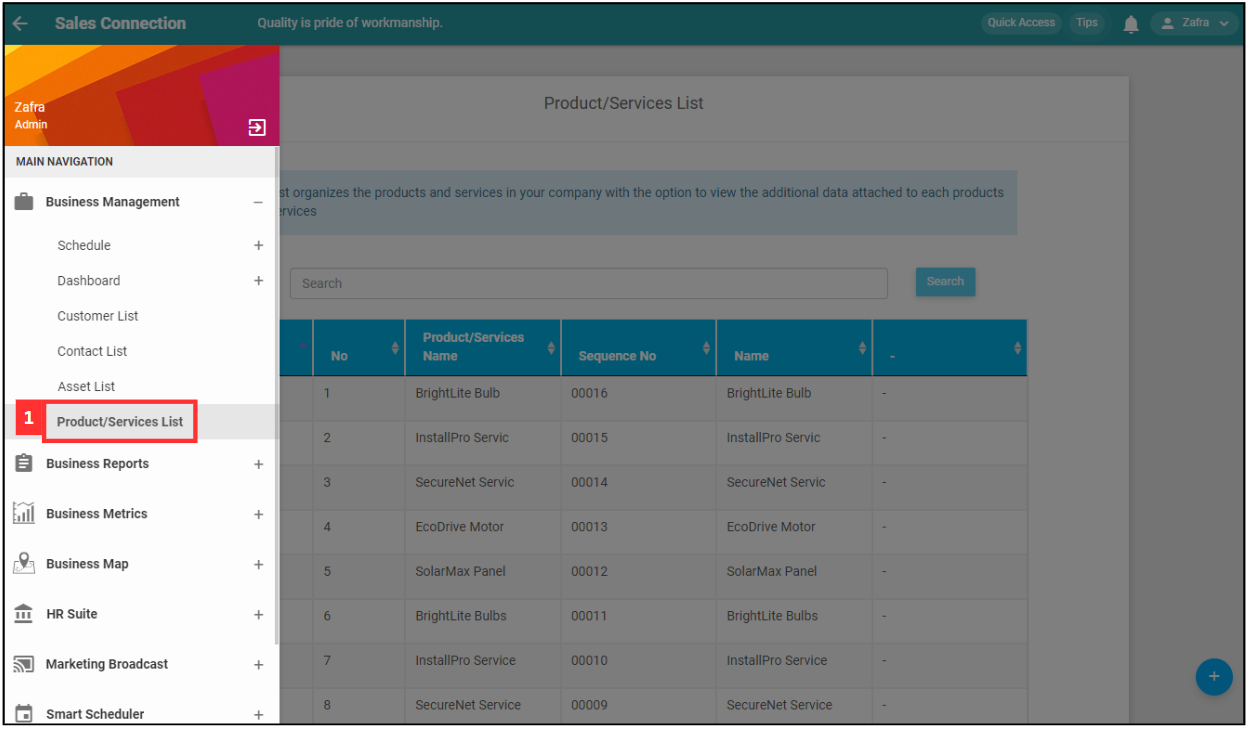 Sales Connection
Quality is pride of workmanship.
Quick Access
Tips
Zafra
Zafra
Admin
MAIN NAVIGATION
Business Management
Schedule
Dashboard
Customer List
Contact List
Asset List
1 Product/Services List
Business Reports
Business Metrics
Business Map
HR Suite
Marketing Broadcast
Smart Scheduler
Product/Services List
st organizes the products and services in your company with the option to view the additional data attached to each products
ervices
Search
Search
No
Product/Services
Name
Sequence No
Name
-
1 BrightLite Bulb 00016 BrightLite Bulb -
2 InstallPro Servic 00015 InstallPro Servic -
3 SecureNet Servic 00014 SecureNet Servic -
4 EcoDrive Motor 00013 EcoDrive Motor -
5 SolarMax Panel 00012 SolarMax Panel -
6 BrightLite Bulbs 00011 BrightLite Bulbs -
7 InstallPro Service 00010 InstallPro Service -
8 SecureNet Service 00009 SecureNet Service -